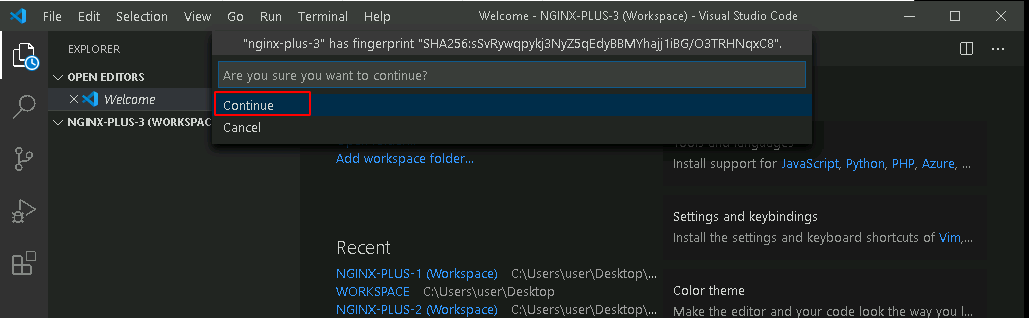 File Edit Selection View Go Run Terminal Help Welcome - NGINX-PLUS-3 (Workspace) - Visual Studio Code
EXPLORER
"nginx-plus-3" has fingerprint "SHA256:sSvRywqpykj3NyZ5qEdyBBMYhajj1iBG/O3TRHNqxC8".
OPEN EDITORS
Are you sure you want to continue?
Welcome
Continue
NGINX-PLUS-3 (WORKSPAC
Cancel
Tools and languages
Add workspace folder...
Install support for JavaScript, Python, PHP, Azure, ...
Settings and keybindings
Install the settings and keyboard shortcuts of Vim,...
Recent
NGINX-PLUS-1 (Workspace) C:\Users\user\Desktop\...
WORKSPACE C:\Users\user\Desktop
NGINX-PLUS-2 (Workspace) C:\Users\user\Desktop\...
Color theme
Make the editor and your code look the way you l...